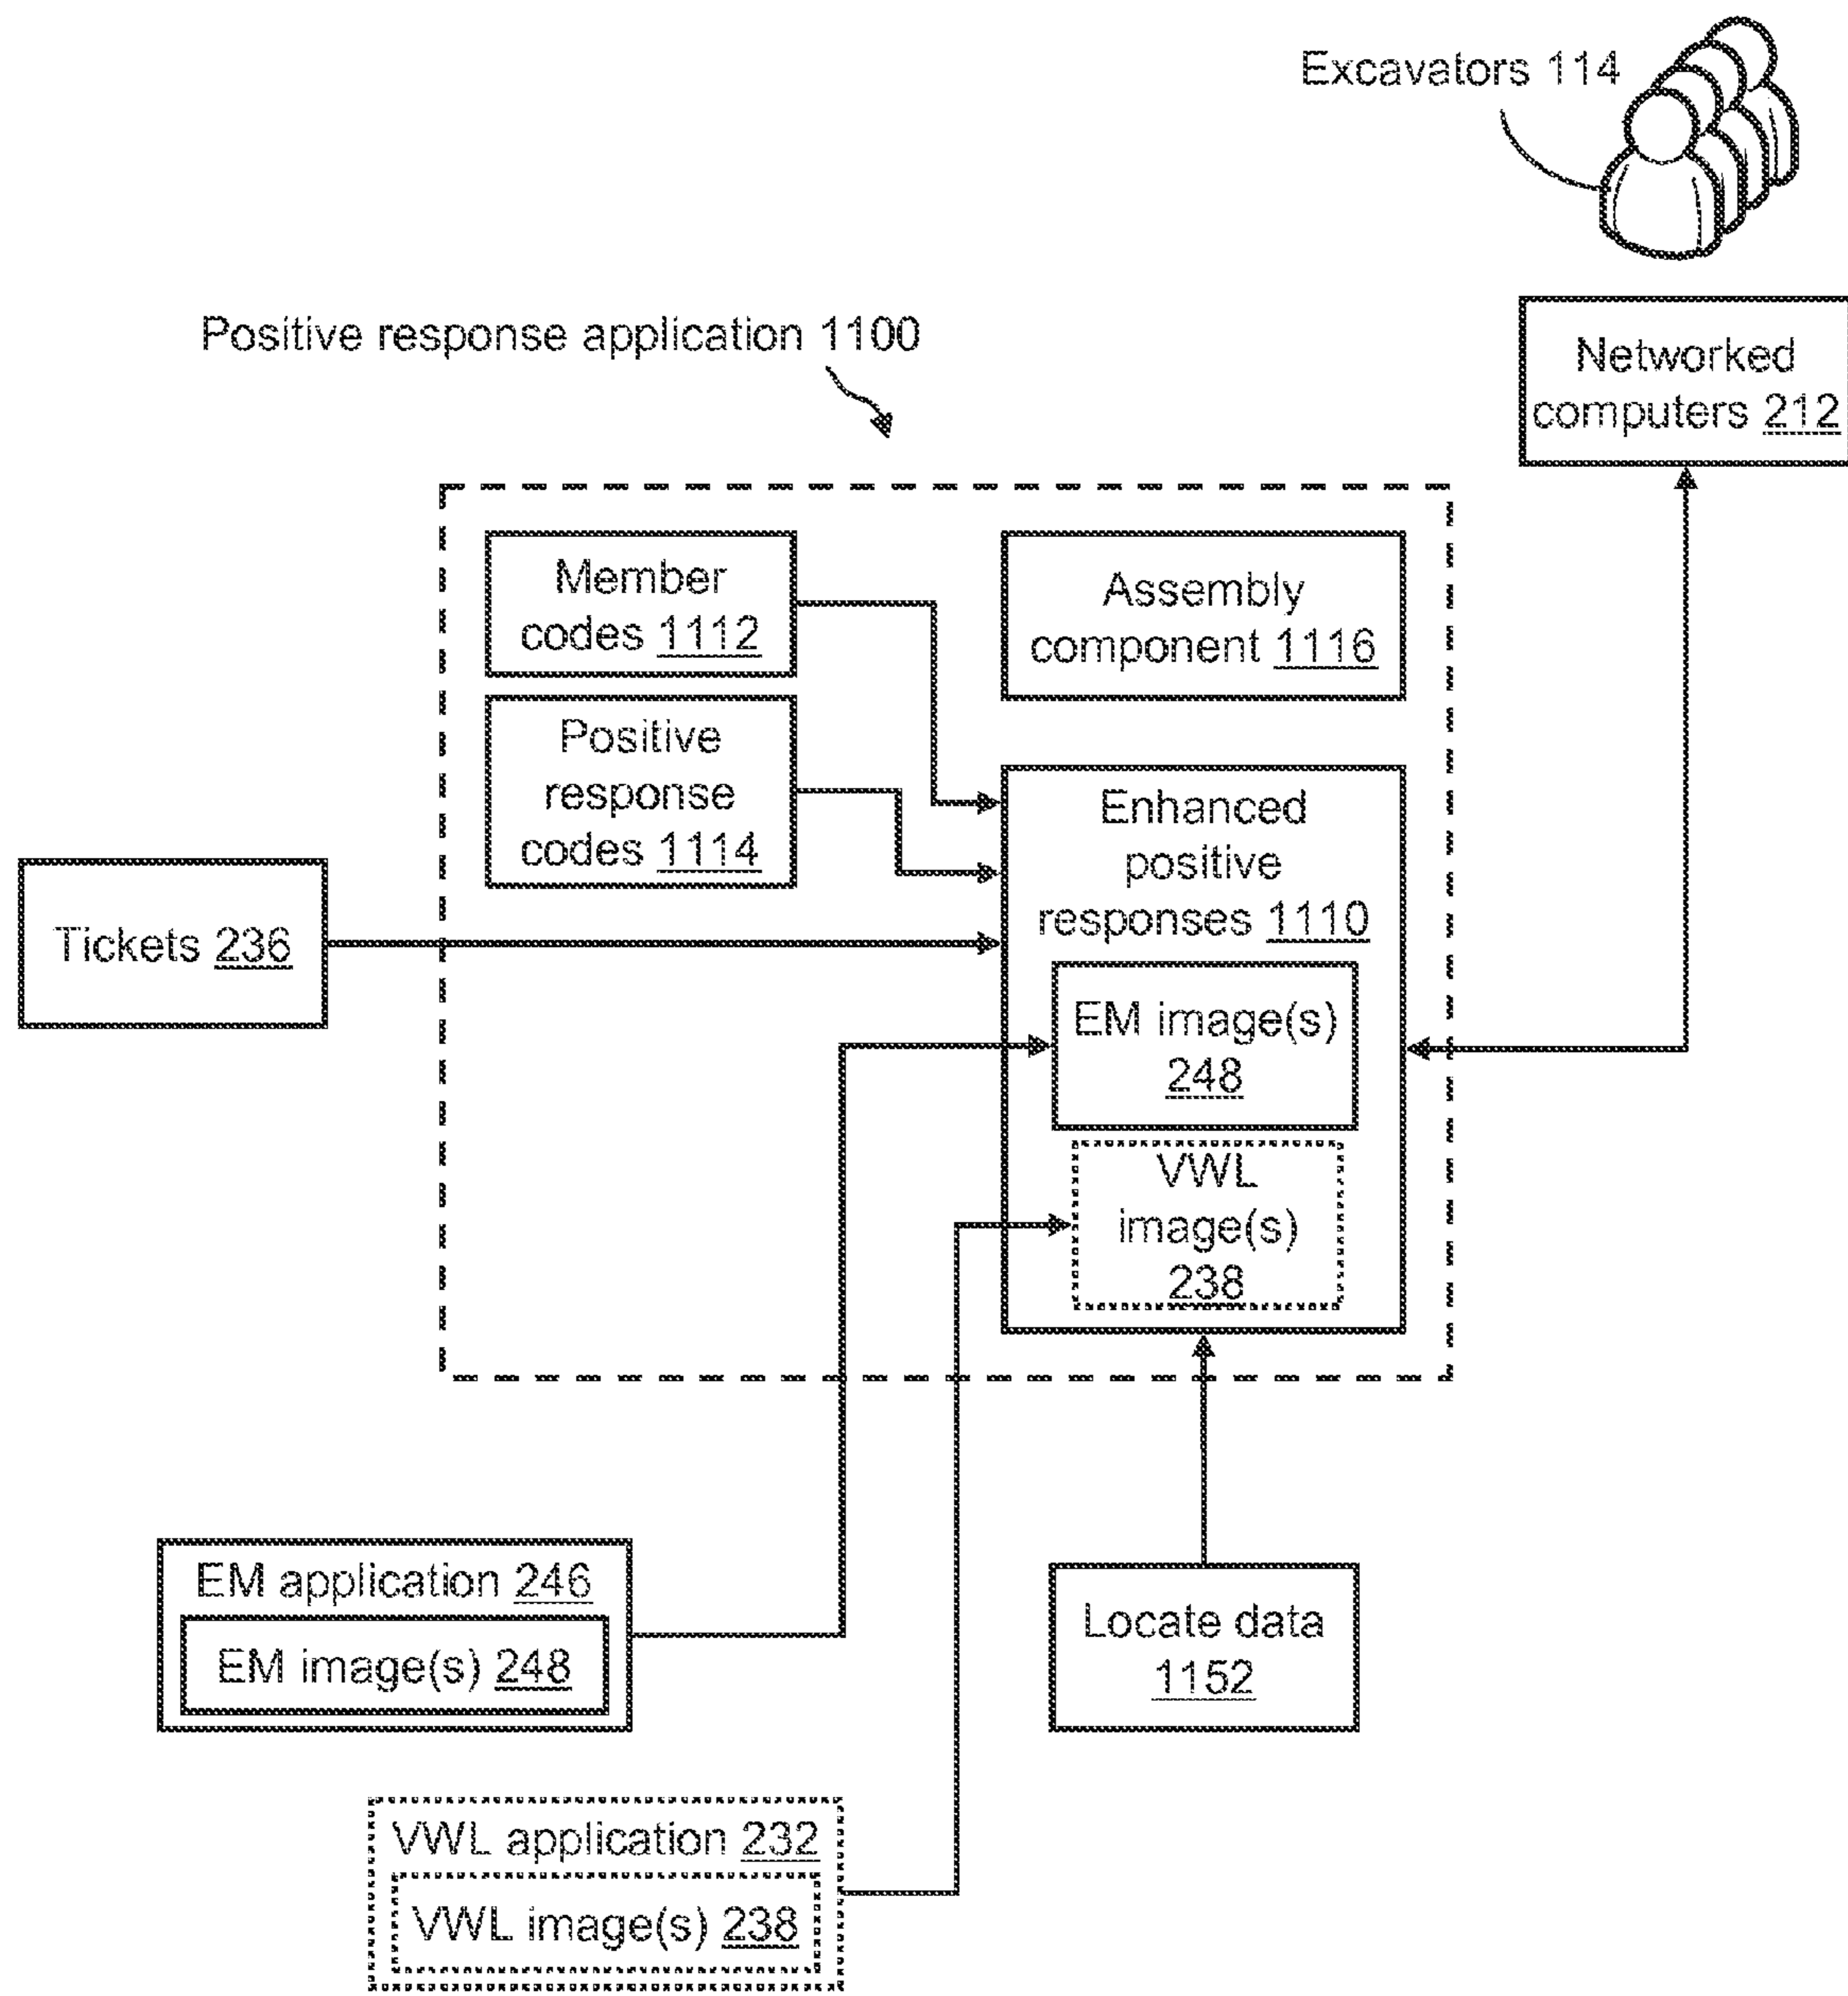 Excavators 114
Positive response application 1100
Networked
computers 212
Member
codes 1112
Assembly
component 1116
Positive
response
codes 1114
Enhanced
positive
responses 1110
Tickets 236
EM image(s)
248
VWL
image(s)
238
EM application 246
EM image(s) 248
Locate data
1152
VWL application 232
VWL image(s) 238